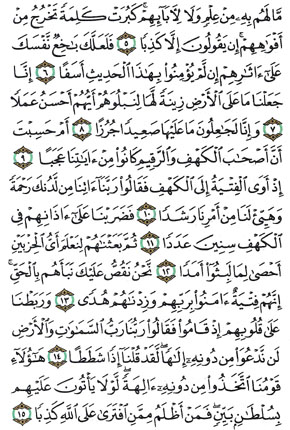 مَّا لَهُم بِهِۦ مِنْ عِلْمٍ وَلَا لِـَٔابَآئِهِمْ ۚ كَبُرَتْ كَلِمَةً تَخْرُجُ مِنْ
أَفْوَٰهِهِمْ ۚ إِن يَقُولُونَ إِلَّا كَذِبًا ٥ فَلَعَلَّكَ بَـٰخِعٌ نَّفْسَكَ
عَلَىٰٓ ءَاثَـٰرِهِمْ إِن لَّمْ يُؤْمِنُوا۟ بِهَـٰذَا ٱلْحَدِيثِ أَسَفًا ٦ إِنَّا
جَعَلْنَا مَا عَلَى ٱلْأَرْضِ زِينَةً لَّهَا لِنَبْلُوَهُمْ أَيُّهُمْ أَحْسَنُ عَمَلًا
٧ وَإِنَّا لَجَـٰعِلُونَ مَا عَلَيْهَا صَعِيدًا جُرُزًا ٨ أَمْ حَسِبْتَ
أَنَّ أَصْحَـٰبَ ٱلْكَهْفِ وَٱلرَّقِيمِ كَانُوا۟ مِنْ ءَايَـٰتِنَا عَجَبًا ٩
إِذْ أَوَى ٱلْفِتْيَةُ إِلَى ٱلْكَهْفِ فَقَالُوا۟ رَبَّنَآ ءَاتِنَا مِن لَّدُنكَ رَحْمَةً
وَهَيِّئْ لَنَا مِنْ أَمْرِنَا رَشَدًا ١٠ فَضَرَبْنَا عَلَىٰٓ ءَاذَانِهِمْ فِى
ٱلْكَهْفِ سِنِينَ عَدَدًا ١١ ثُمَّ بَعَثْنَـٰهُمْ لِنَعْلَمَ أَىُّ ٱلْحِزْبَيْنِ
أَحْصَىٰ لِمَا لَبِثُوٓا۟ أَمَدًا ١٢ نَّحْنُ نَقُصُّ عَلَيْكَ نَبَأَهُم بِٱلْحَقِّ ۚ
إِنَّهُمْ فِتْيَةٌ ءَامَنُوا۟ بِرَبِّهِمْ وَزِدْنَـٰهُمْ هُدًى ١٣ وَرَبَطْنَا
عَلَىٰ قُلُوبِهِمْ إِذْ قَامُوا۟ فَقَالُوا۟ رَبُّنَا رَبُّ ٱلسَّمَـٰوَٰتِ وَٱلْأَرْضِ
لَن نَّدْعُوَا۟ مِن دُونِهِۦٓ إِلَـٰهًا ۖ لَّقَدْ قُلْنَآ إِذًا شَطَطًا ١٤ هَـٰٓؤُلَآءِ
قَوْمُنَا ٱتَّخَذُوا۟ مِن دُونِهِۦٓ ءَالِهَةً ۖ لَّوْلَا يَأْتُونَ عَلَيْهِم
بِسُلْطَـٰنٍۭ بَيِّنٍ ۖ فَمَنْ أَظْلَمُ مِمَّنِ ٱفْتَرَىٰ عَلَى ٱللَّهِ كَذِبًا ١٥